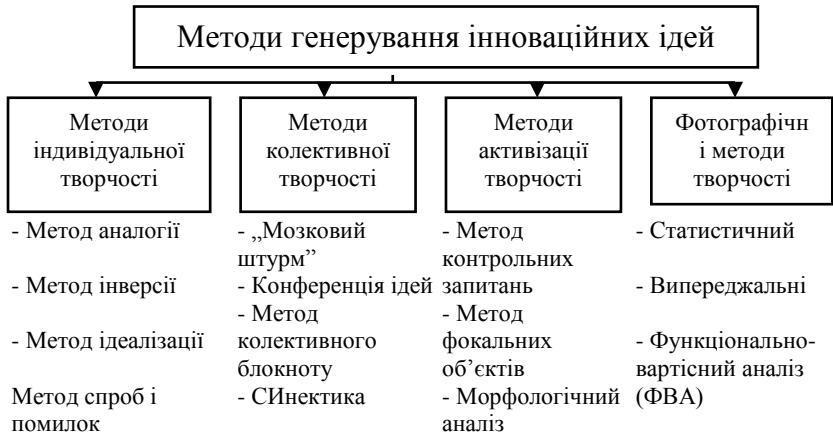 Методи генерування інноваційних ідей
Методи
індивідуальної
творчості
Методи
колективної
творчості
Методи
активізації
творчості
Фотографічн
і методи
творчості
- Метод аналогії
- Метод інверсії
- Метод ідеалізації
Метод спроб і
помилок
- „Мозковий
штурм”
- Конференція ідей
- Метод
колективного
блокноту
- СИнектика
- Метод
контрольних
запитань
- Метод
фокальних
об’єктів
- Морфологічний
аналіз
- Статистичний
- Випереджальні
- Функціонально-
вартісний аналіз
(ФВА)